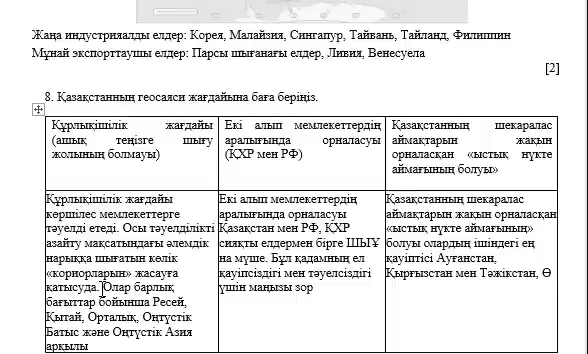 Жаңа индустрияалды елдер: Корея, Малайзия, Сингапур, Тайвань, Тайланд, Филиппин
Мұнай экспорттаушы елдер: Парсы шығанағы елдер, Ливия, Венесуела
[2]
8. Қазақстанның геосаяси жағдайына баға беріңіз.
Құрлықішілік жағдайы
(ашық теңізге шығу
жолының болмауы)
Екі алып мемлекеттердің
аралығында орналасуы
(ҚХР мен РФ)
Қазақстанның шекаралас
аймақтарын жақын
орналасқан «ыстық нүкте
аймағының болуы»
Құрлықішілік жағдайы
көршілес мемлекеттерге
тәуелді етеді. Осы тәуелділікті
азайту мақсатындағы әлемдік
нарыққа шығатын көлік
«кориорларын» жасауға
қатысуда. Олар барлық
бағыттар бойынша Ресей,
Қытай, Орталық, Оңтүстік
Батыс және Оңтүстік Азия
арқылы
Екі алып мемлекеттердің
аралығында орналасуы
Қазақстан мен РФ, ҚХР
сияқты елдермен бірге ШЫҰ
на мүше. Бұл қадамның ел
қауіпсіздігі мен тәуелсіздігі
үшін маңызы зор
Қазақстанның шекаралас
аймақтарын жақын орналасқан
«ыстық нүкте аймағының»
болуы олардың ішіндегі ең
қауіптісі Ауғанстан,
Қырғызстан мен Тәжікстан, Ө